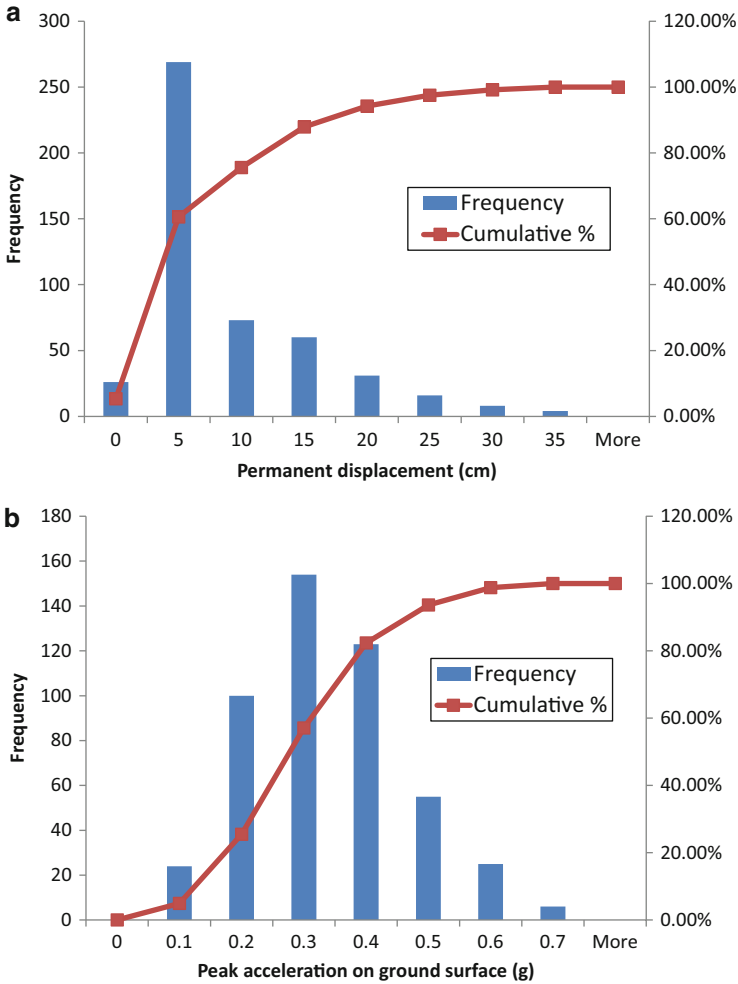 a
300
250
200
150
100
50
0
Frequency
120.00%
100.00%
80.00%
60.00%
40.00%
20.00%
0.00%
Frequency
Cumulative %
0 5 10 15 20 25 30 35 More
Permanent displacement (cm)
b
180
160
140
120
100
80
60
40
20
0
Frequency
120.00%
100.00%
80.00%
60.00%
40.00%
20.00%
0.00%
Frequency
Cumulative %
0 0.1 0.2 0.3 0.4 0.5 0.6 0.7 More
Peak acceleration on ground surface (g)